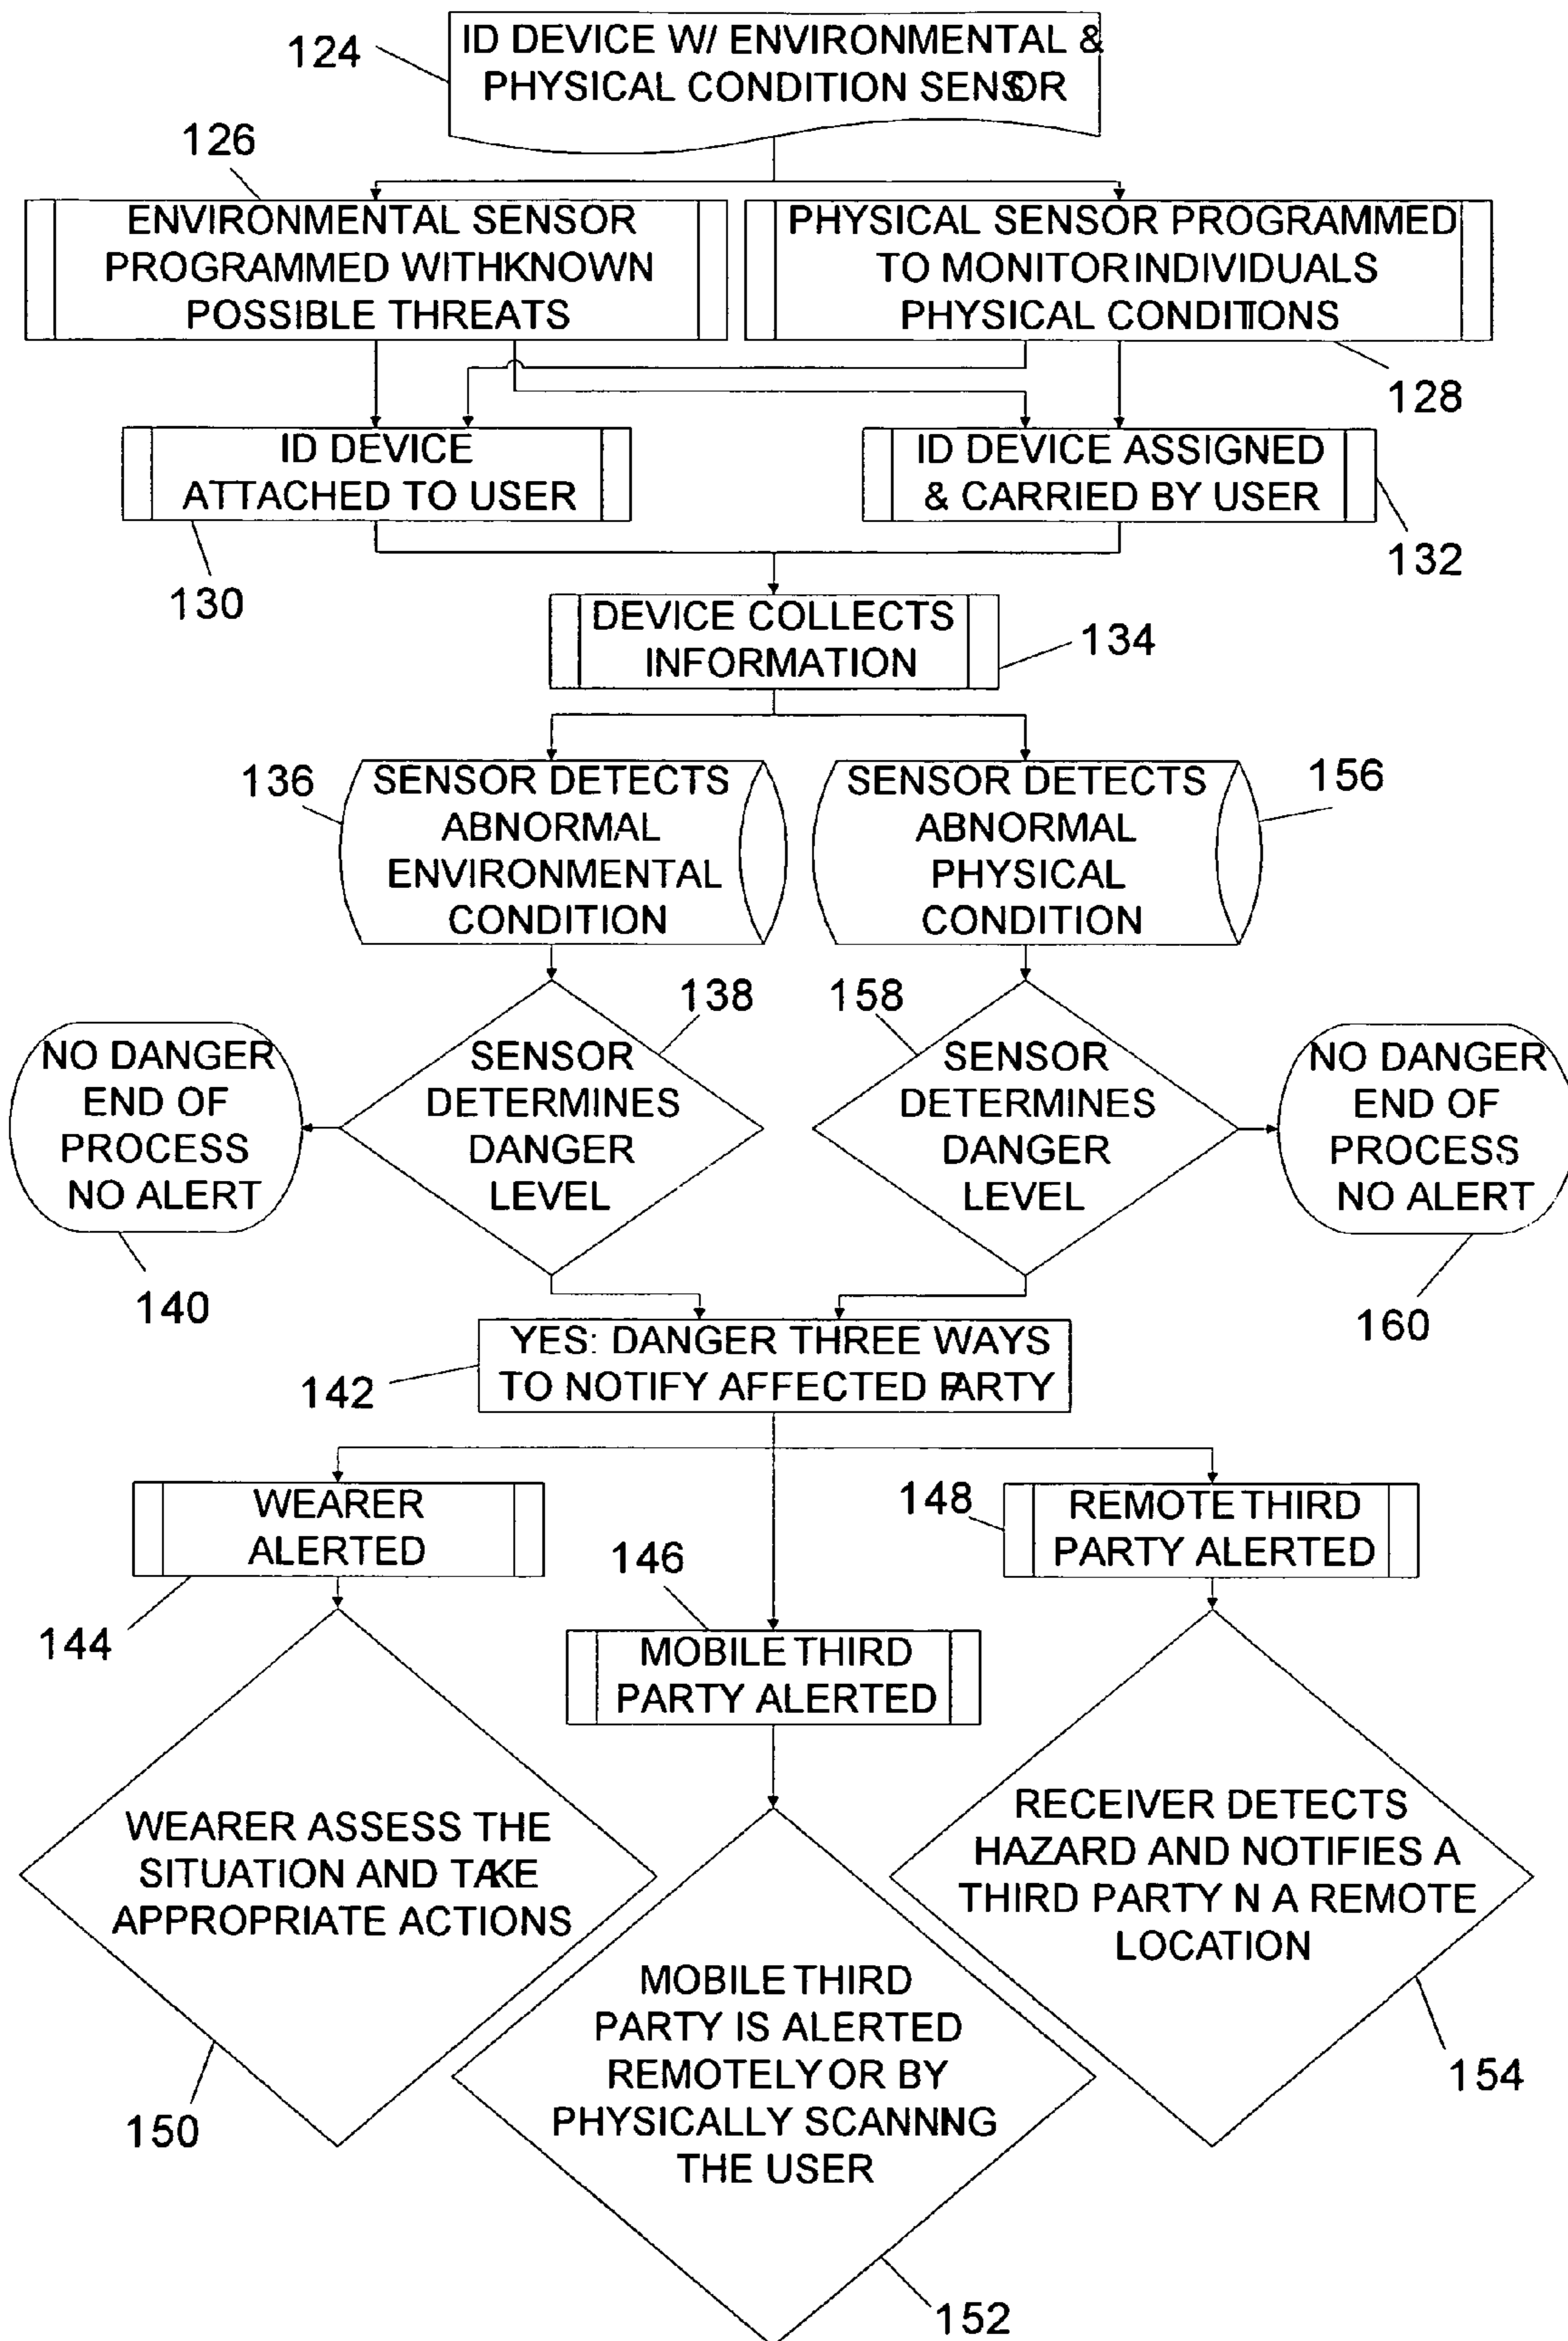 124
ID DEVICE W/ ENVIRONMENTAL &
PHYSICAL CONDITION SENSOR
126
ENVIRONMENTAL SENSOR
PROGRAMMED WITHKNOWN
POSSIBLE THREATS
PHYSICAL SENSOR PROGRAMMED
TO MONITOR INDIVIDUALS
PHYSICAL CONDITIONS
128
ID DEVICE
ATTACHED TO USER
130
ID DEVICE ASSIGNED
& CARRIED BY USER
132
DEVICE COLLECTS
INFORMATION
134
136
SENSOR DETECTS
ABNORMAL
ENVIRONMENTAL
CONDITION
SENSOR DETECTS
ABNORMAL
PHYSICAL
CONDITION
156
138
SENSOR
DETERMINES
DANGER
LEVEL
158
SENSOR
DETERMINES
DANGER
LEVEL
NO DANGER
END OF
PROCESS
NO ALERT
140
NO DANGER
END OF
PROCESS
NO ALERT
160
142
YES: DANGER THREE WAYS
TO NOTIFY AFFECTED PARTY
WEARER
ALERTED
144
146
MOBILE THIRD
PARTY ALERTED
148
REMOTE THIRD
PARTY ALERTED
WEARER ASSESS THE
SITUATION AND TAKE
APPROPRIATE ACTIONS
150
MOBILE THIRD
PARTY IS ALERTED
REMOTELY OR BY
PHYSICALLY SCANNNG
THE USER
152
RECEIVER DETECTS
HAZARD AND NOTIFIES A
THIRD PARTY N A REMOTE
LOCATION
154